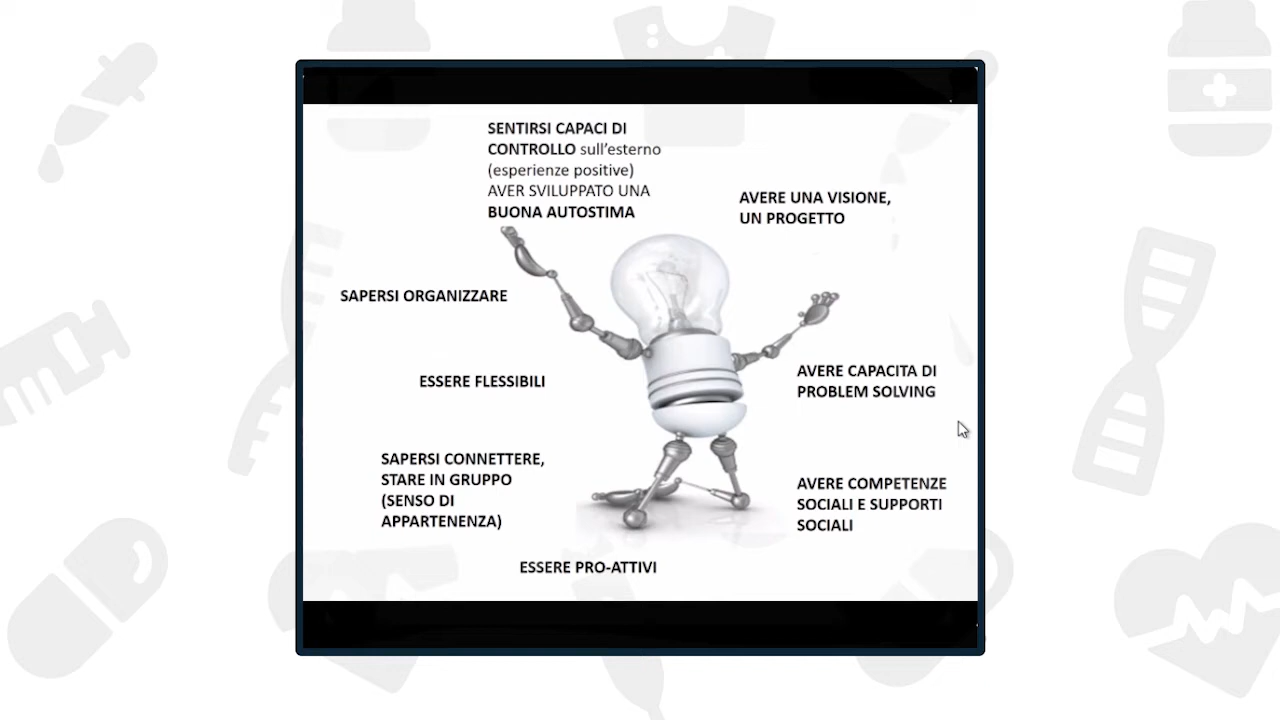 SENTIRSI CAPACI DI
CONTROLLO sull'esterno
(esperienze positive)
AVER SVILUPPATO UNA
BUONA AUTOSTIMA
AVERE UNA VISIONE,
UN PROGETTO
SAPERSI ORGANIZZARE
ESSERE FLESSIBILI
AVERE CAPACITA DI
PROBLEM SOLVING
SAPERSI CONNETTERE,
STARE IN GRUPPO
(SENSO DI
APPARTENENZA)
AVERE COMPETENZE
SOCIALI E SUPPORTI
SOCIALI
ESSERE PRO-ATTIVI